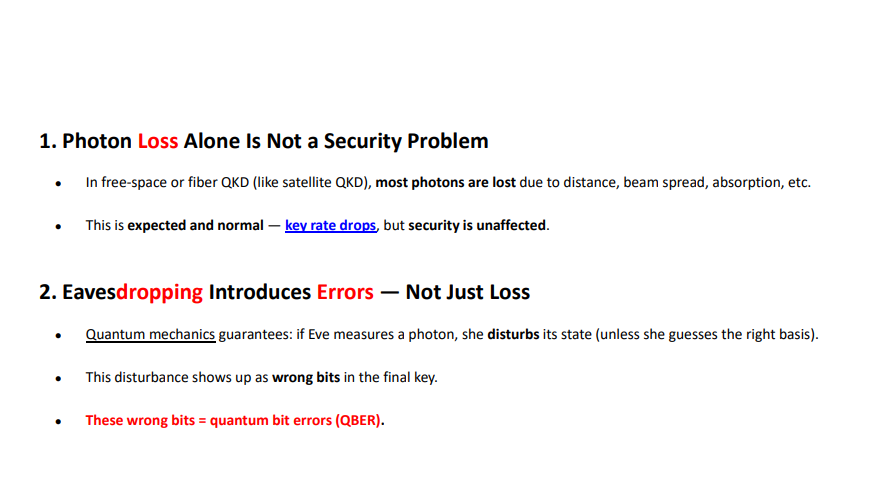 1. Photon Loss Alone Is Not a Security Problem
• In free-space or fiber QKD (like satellite QKD), most photons are lost due to distance, beam spread, absorption, etc.
• This is expected and normal — key rate drops, but security is unaffected.
2. Eavesdropping Introduces Errors — Not Just Loss
• Quantum mechanics guarantees: if Eve measures a photon, she disturbs its state (unless she guesses the right basis).
• This disturbance shows up as wrong bits in the final key.
• These wrong bits = quantum bit errors (QBER).